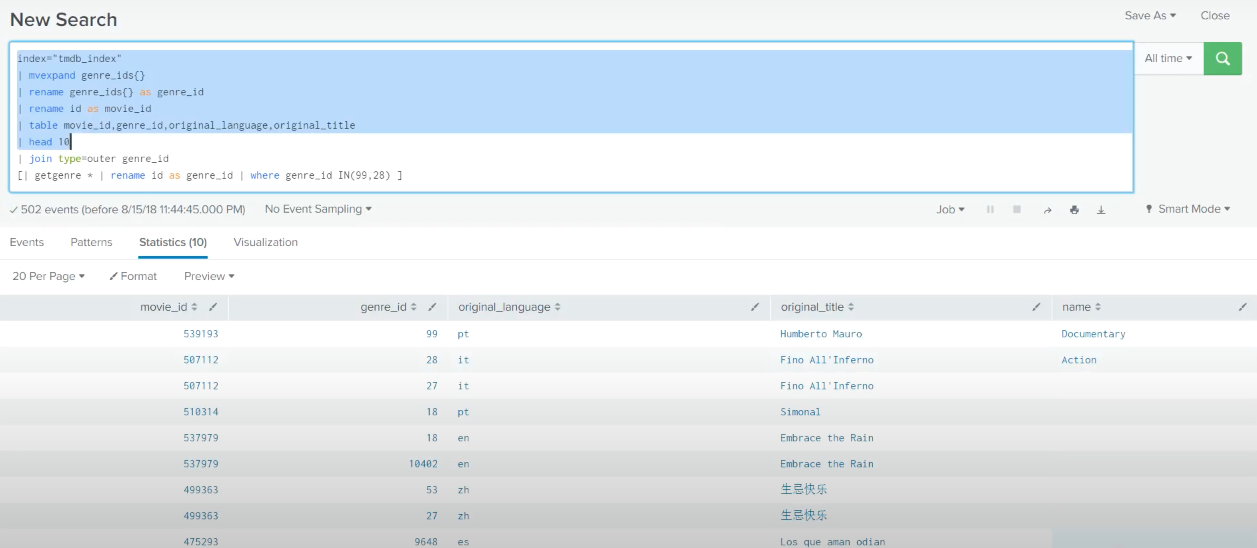 New Search
Save As Close
index="tmdb_index"
| mvexpand genre_ids{}
| rename genre_ids{} as genre_id
| rename id as movie_id
| table movie_id,genre_id,original_language,original_title
| head 10
| join type=outer genre_id
[| getgenre * | rename id as genre_id | where genre_id IN(99,28) ]
All time
502 events (before 8/15/18 11:44:45.000 PM) No Event Sampling Job Smart Mode
Events Patterns Statistics (10) Visualization
20 Per Page Format Preview
movie_id genre_id original_language original_title name
539193 99 pt Humberto Mauro Documentary
507112 28 it Fino All'Inferno Action
507112 27 it Fino All'Inferno
510314 18 pt Simonal
537979 18 en Embrace the Rain
537979 10402 en Embrace the Rain
499363 53 zh 生忌快乐
499363 27 zh 生忌快乐
475293 9648 es Los que aman odian